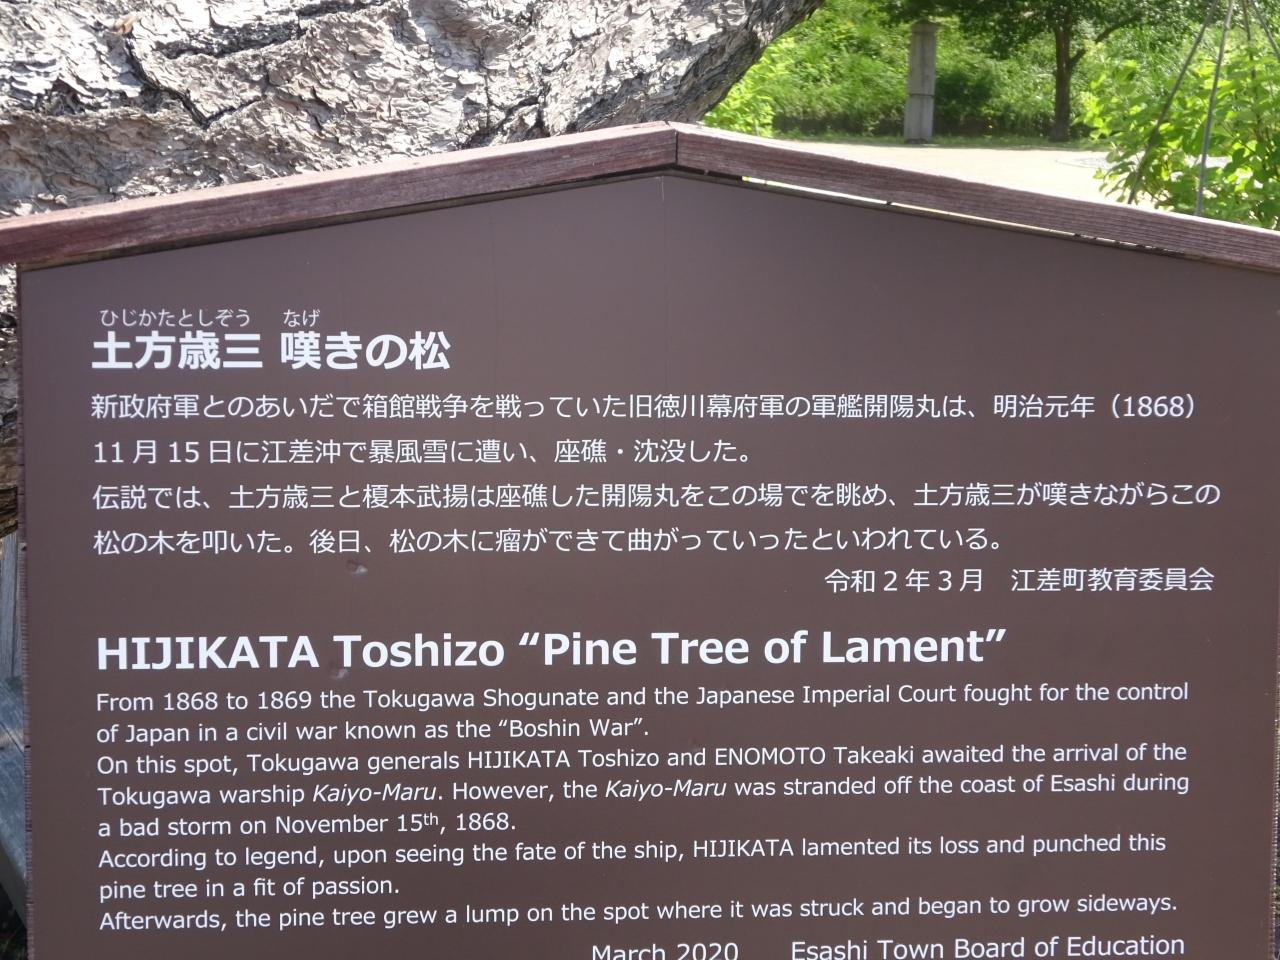 ひじかたとしぞう なげ
土方歳三 嘆きの松
新政府軍とのあいだで箱館戦争を戦っていた旧徳川幕府軍の軍艦開陽丸は、明治元年（1868）
11月15日に江差沖で暴風雪に遭い、座礁・沈没した。
伝説では、土方歳三と榎本武揚は座礁した開陽丸をこの場でを眺め、土方歳三が嘆きながらこの
松の木を叩いた。後日、松の木に瘤ができて曲がっていったといわれている。
令和2年3月　江差町教育委員会
HIJIKATA Toshizo “Pine Tree of Lament”
From 1868 to 1869 the Tokugawa Shogunate and the Japanese Imperial Court fought for the control
of Japan in a civil war known as the “Boshin War”.
On this spot, Tokugawa generals HIJIKATA Toshizo and ENOMOTO Takeaki awaited the arrival of the
Tokugawa warship Kaiyo-Maru. However, the Kaiyo-Maru was stranded off the coast of Esashi during
a bad storm on November 15th, 1868.
According to legend, upon seeing the fate of the ship, HIJIKATA lamented its loss and punched this
pine tree in a fit of passion.
Afterwards, the pine tree grew a lump on the spot where it was struck and began to grow sideways.
March 2020　Esashi Town Board of Education